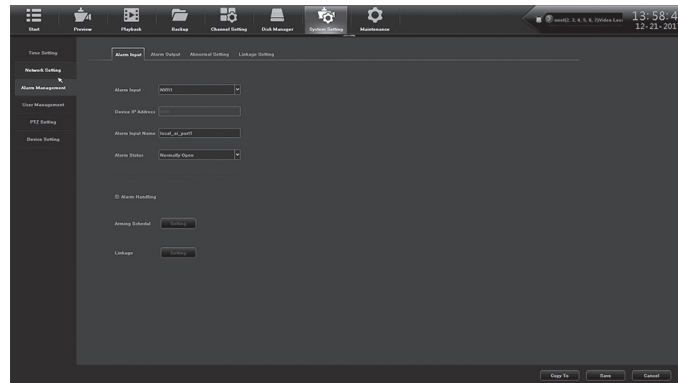 Start Preview Playback Backup Channel Setting Disk Manager System Setting Maintenance
13:58:4
12-21-201
Time Setting
Network Setting
Alarm Management
User Management
PTZ Setting
Device Setting
Alarm Input Alarm Output Abnormal Setting Linkage Setting
Alarm Input
Device IP Address
Alarm Input Name local_ai_port1
Alarm Status Normally Open
Alarm Handling
Arming Schedul Setting
Linkage Setting
Copy To Save Cancel